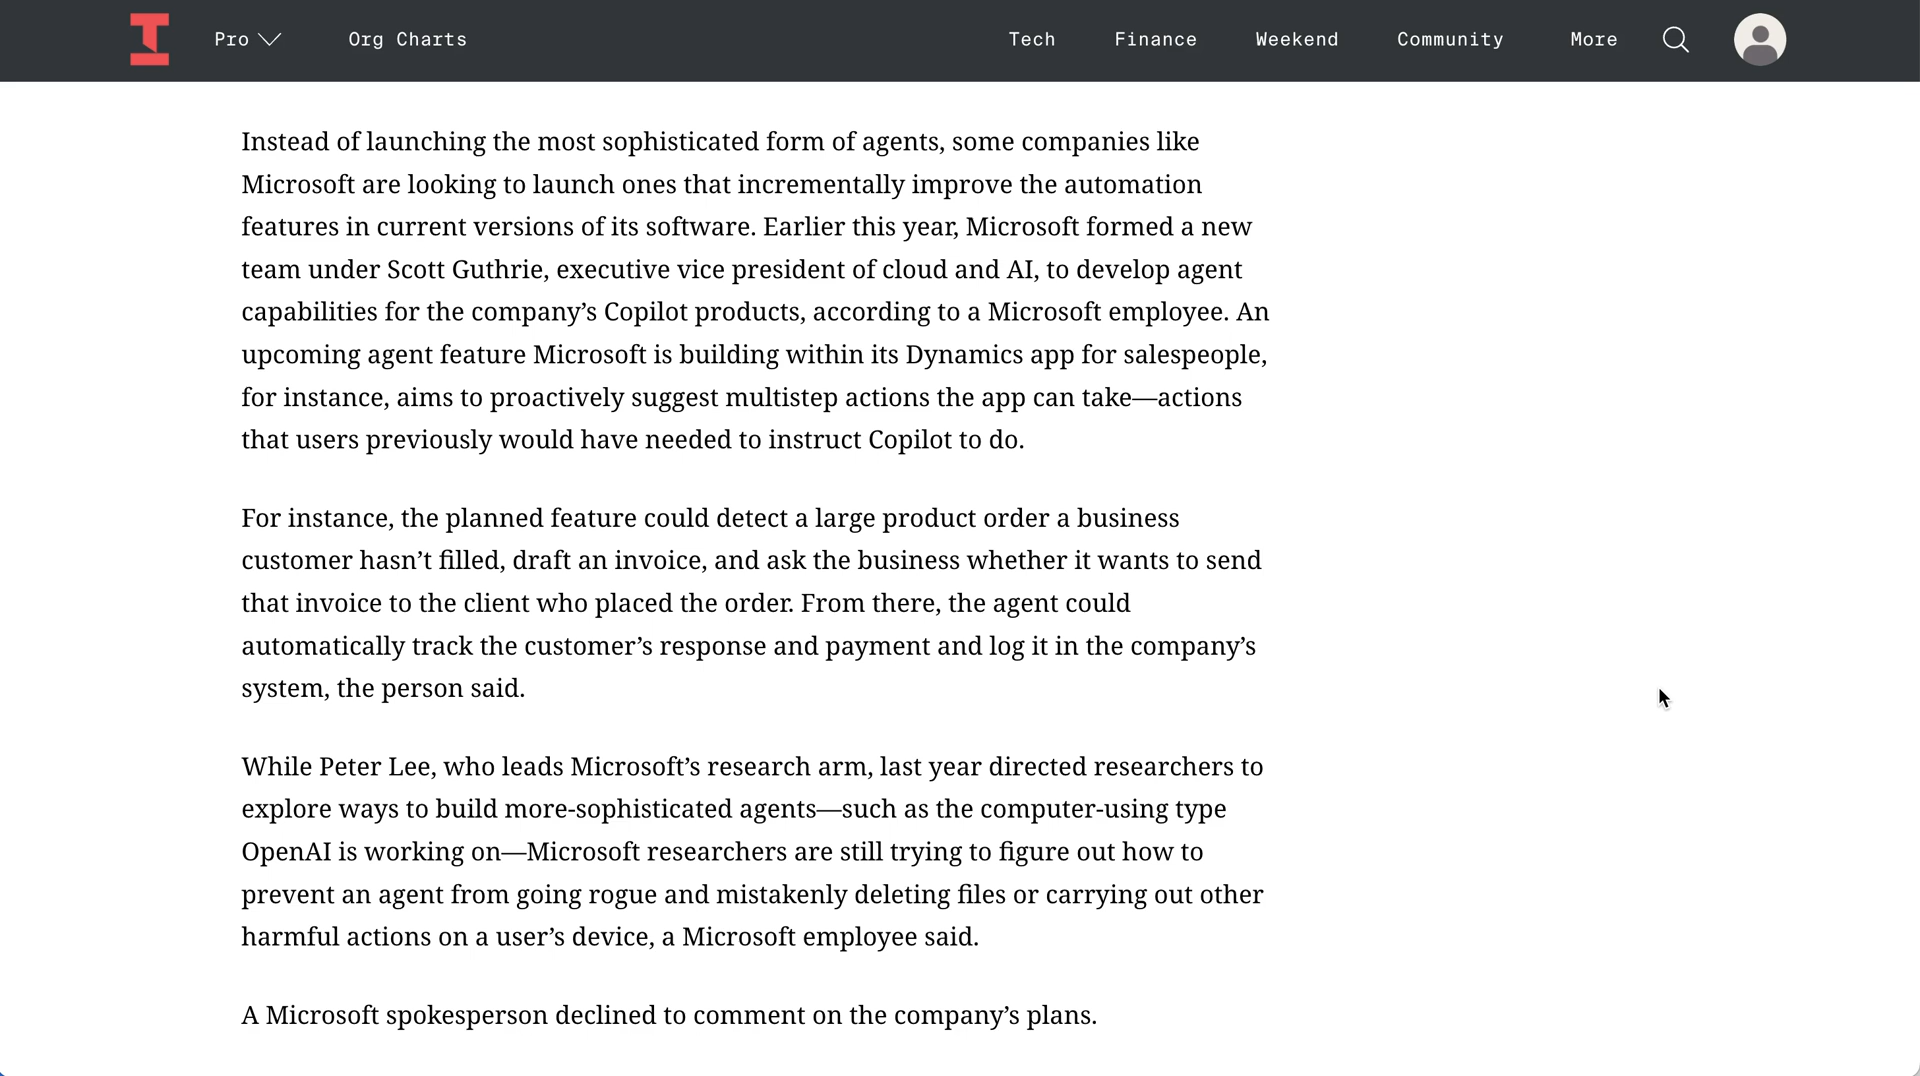 Pro
Org Charts
Tech
Finance
Weekend
Community
More
Instead of launching the most sophisticated form of agents, some companies like
Microsoft are looking to launch ones that incrementally improve the automation
features in current versions of its software. Earlier this year, Microsoft formed a new
team under Scott Guthrie, executive vice president of cloud and AI, to develop agent
capabilities for the company’s Copilot products, according to a Microsoft employee. An
upcoming agent feature Microsoft is building within its Dynamics app for salespeople,
for instance, aims to proactively suggest multistep actions the app can take—actions
that users previously would have needed to instruct Copilot to do.
For instance, the planned feature could detect a large product order a business
customer hasn’t filled, draft an invoice, and ask the business whether it wants to send
that invoice to the client who placed the order. From there, the agent could
automatically track the customer’s response and payment and log it in the company’s
system, the person said.
While Peter Lee, who leads Microsoft’s research arm, last year directed researchers to
explore ways to build more-sophisticated agents—such as the computer-using type
OpenAI is working on—Microsoft researchers are still trying to figure out how to
prevent an agent from going rogue and mistakenly deleting files or carrying out other
harmful actions on a user’s device, a Microsoft employee said.
A Microsoft spokesperson declined to comment on the company’s plans.